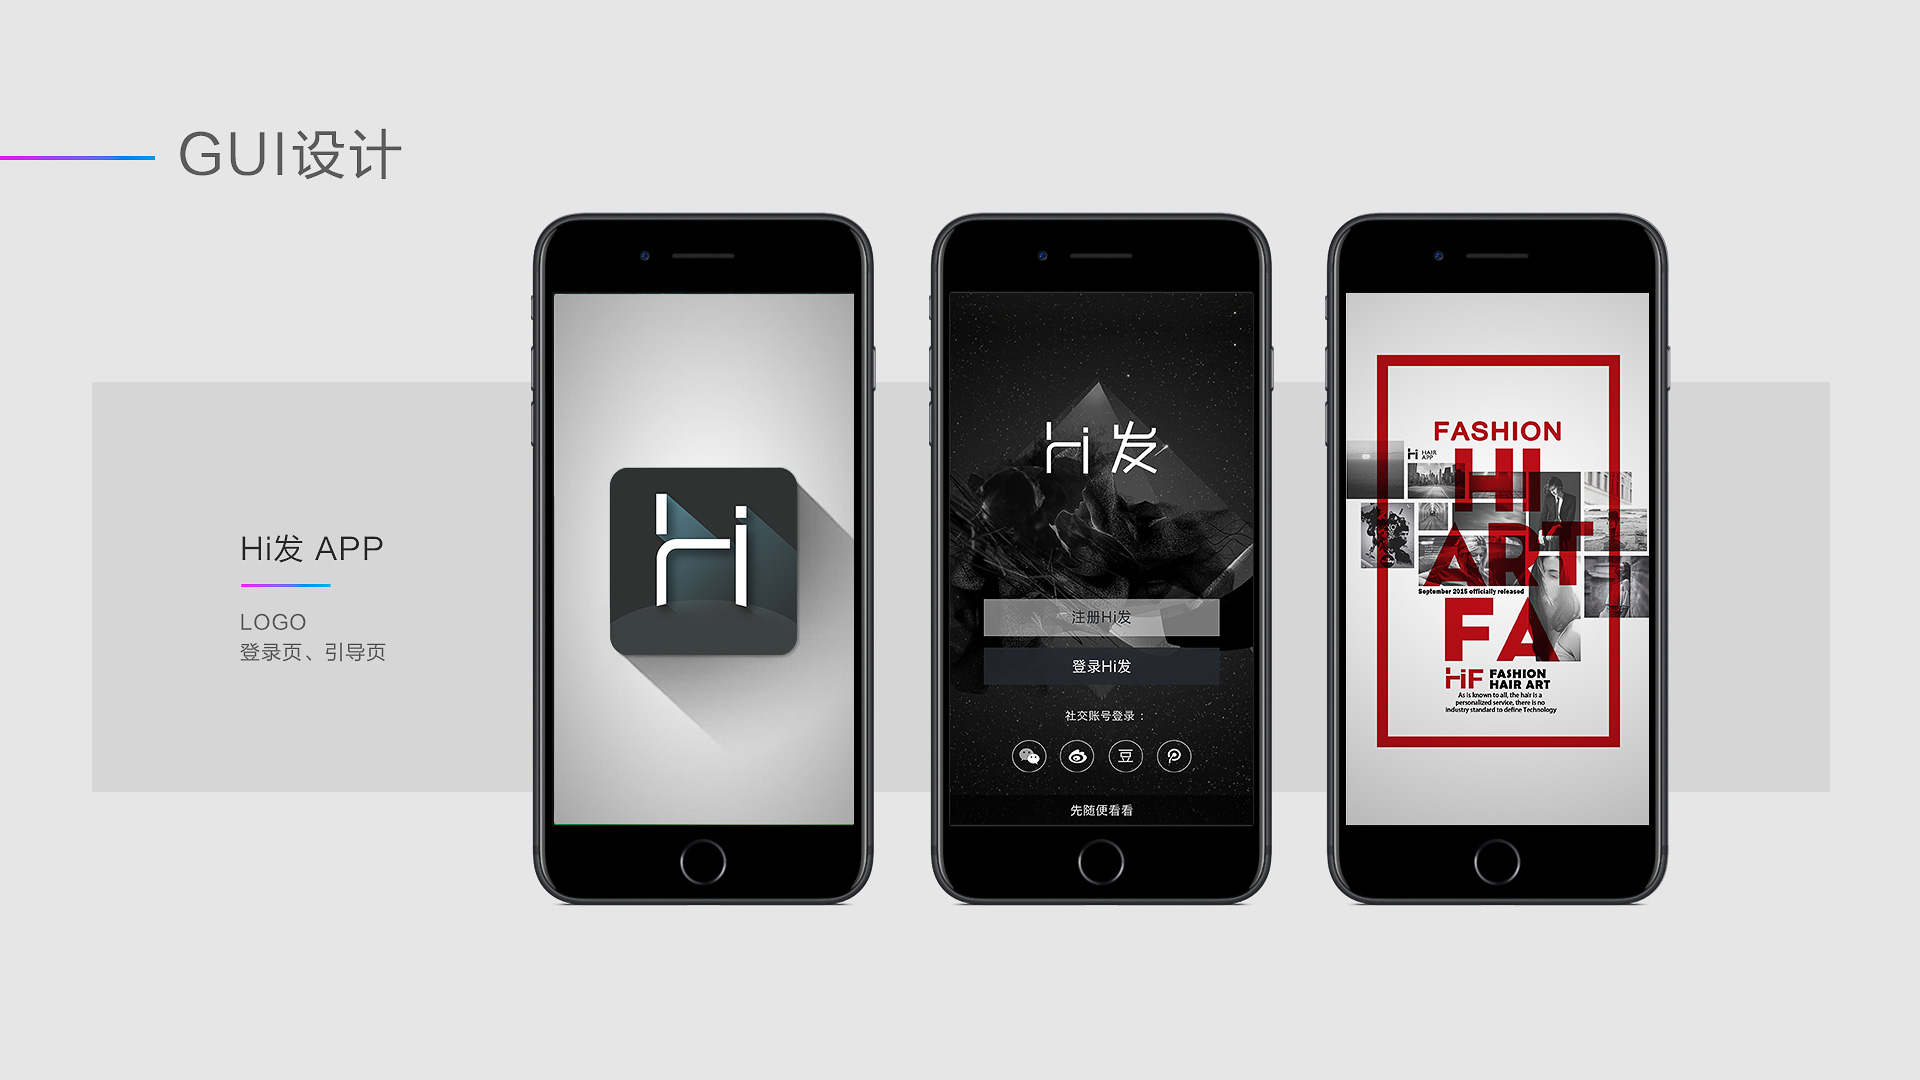 GUI设计
Hi发 APP
LOGO
登录页、引导页
Hi
Hi发
注册Hi发
登录Hi发
社交账号登录：
豆
先随便看看
FASHION
Hi HAIR
APP
HI
ART
September 2015 officially released
FA
HiF FASHION
HAIR ART
As is known to all, the hair is a
personalized service, there is no
industry standard to define Technology